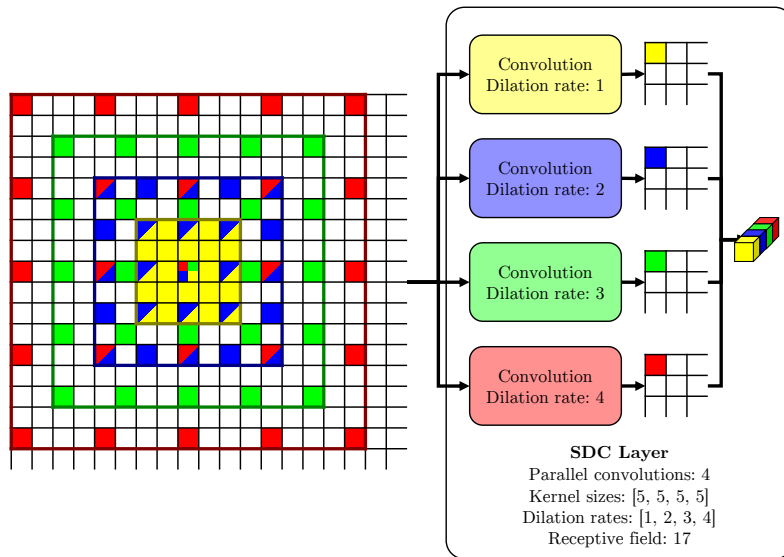 Convolution
Dilation rate: 1
Convolution
Dilation rate: 2
Convolution
Dilation rate: 3
Convolution
Dilation rate: 4
SDC Layer
Parallel convolutions: 4
Kernel sizes: [5, 5, 5, 5]
Dilation rates: [1, 2, 3, 4]
Receptive field: 17